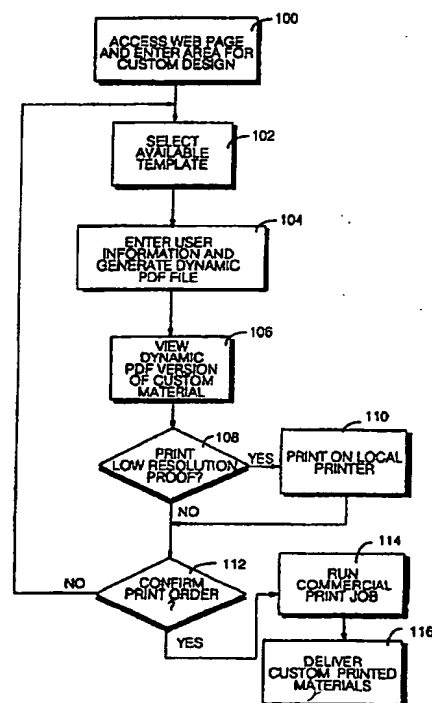 100
ACCESS WEB PAGE
AND ENTER AREA FOR
CUSTOM DESIGN
102
SELECT
AVAILABLE
TEMPLATE
104
ENTER USER
INFORMATION AND
GENERATE DYNAMIC
PDF FILE
106
VIEW
DYNAMIC
PDF VERSION
OF CUSTOM
MATERIAL
108
PRINT
LOW RESOLUTION
PROOF?
YES
110
PRINT ON LOCAL
PRINTER
NO
112
CONFIRM
PRINT ORDER
?
NO
YES
114
RUN
COMMERCIAL
PRINT JOB
116
DELIVER
CUSTOM PRINTED
MATERIALS